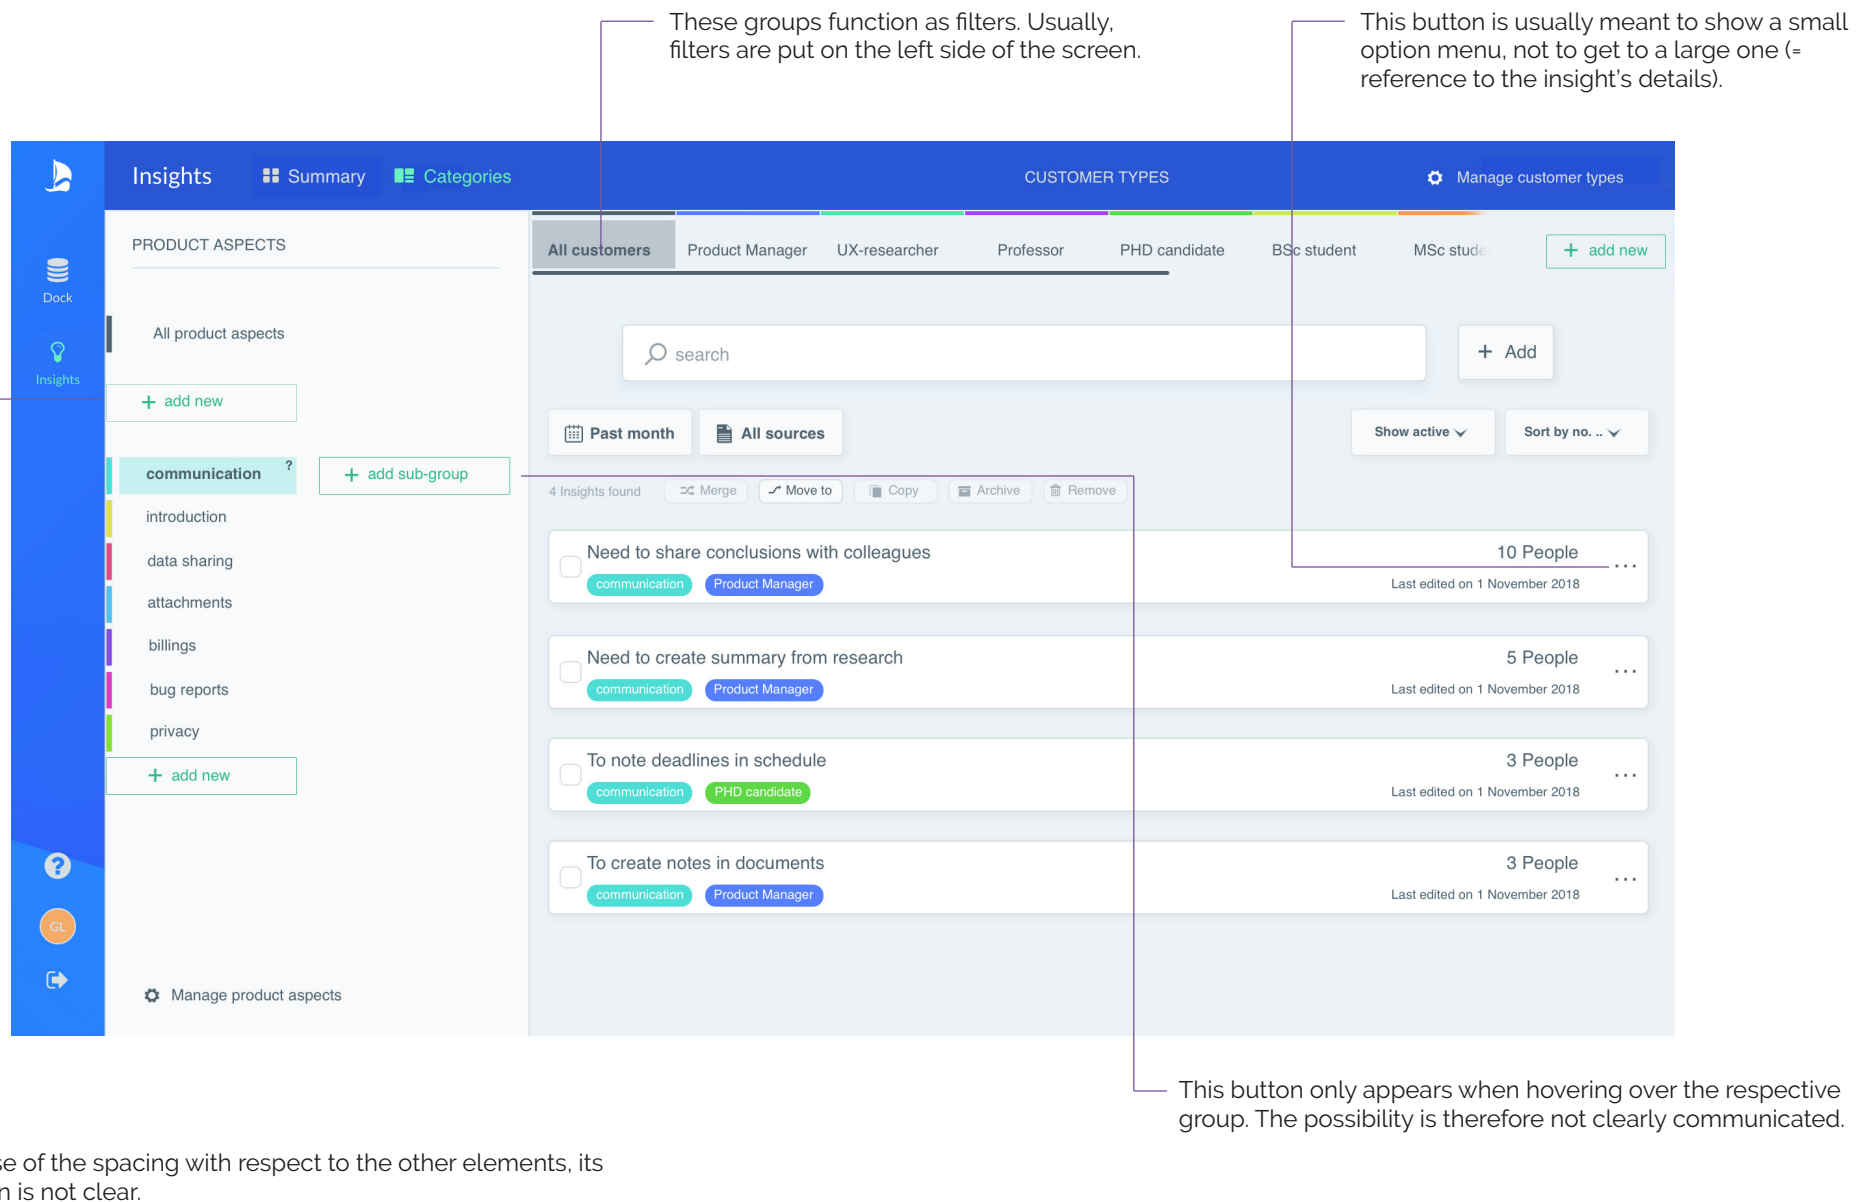 These groups function as filters. Usually,
filters are put on the left side of the screen.
This button is usually meant to show a small
option menu, not to get to a large one (=
reference to the insight's details).
Insights
Summary
Categories
CUSTOMER TYPES
Manage customer types
Dock
Insights
GL
PRODUCT ASPECTS
All product aspects
+ add new
communication ?
+ add sub-group
introduction
data sharing
attachments
billings
bug reports
privacy
+ add new
Manage product aspects
All customers
Product Manager
UX-researcher
Professor
PHD candidate
BSc student
MSc stude
+ add new
search
+ Add
Past month
All sources
Show active
Sort by no. ..
4 Insights found
Merge
Move to
Copy
Archive
Remove
Need to share conclusions with colleagues
10 People
communication
Product Manager
Last edited on 1 November 2018
Need to create summary from research
5 People
communication
Product Manager
Last edited on 1 November 2018
To note deadlines in schedule
3 People
communication
PHD candidate
Last edited on 1 November 2018
To create notes in documents
3 People
communication
Product Manager
Last edited on 1 November 2018
This button only appears when hovering over the respective
group. The possibility is therefore not clearly communicated.
se of the spacing with respect to the other elements, its
n is not clear.